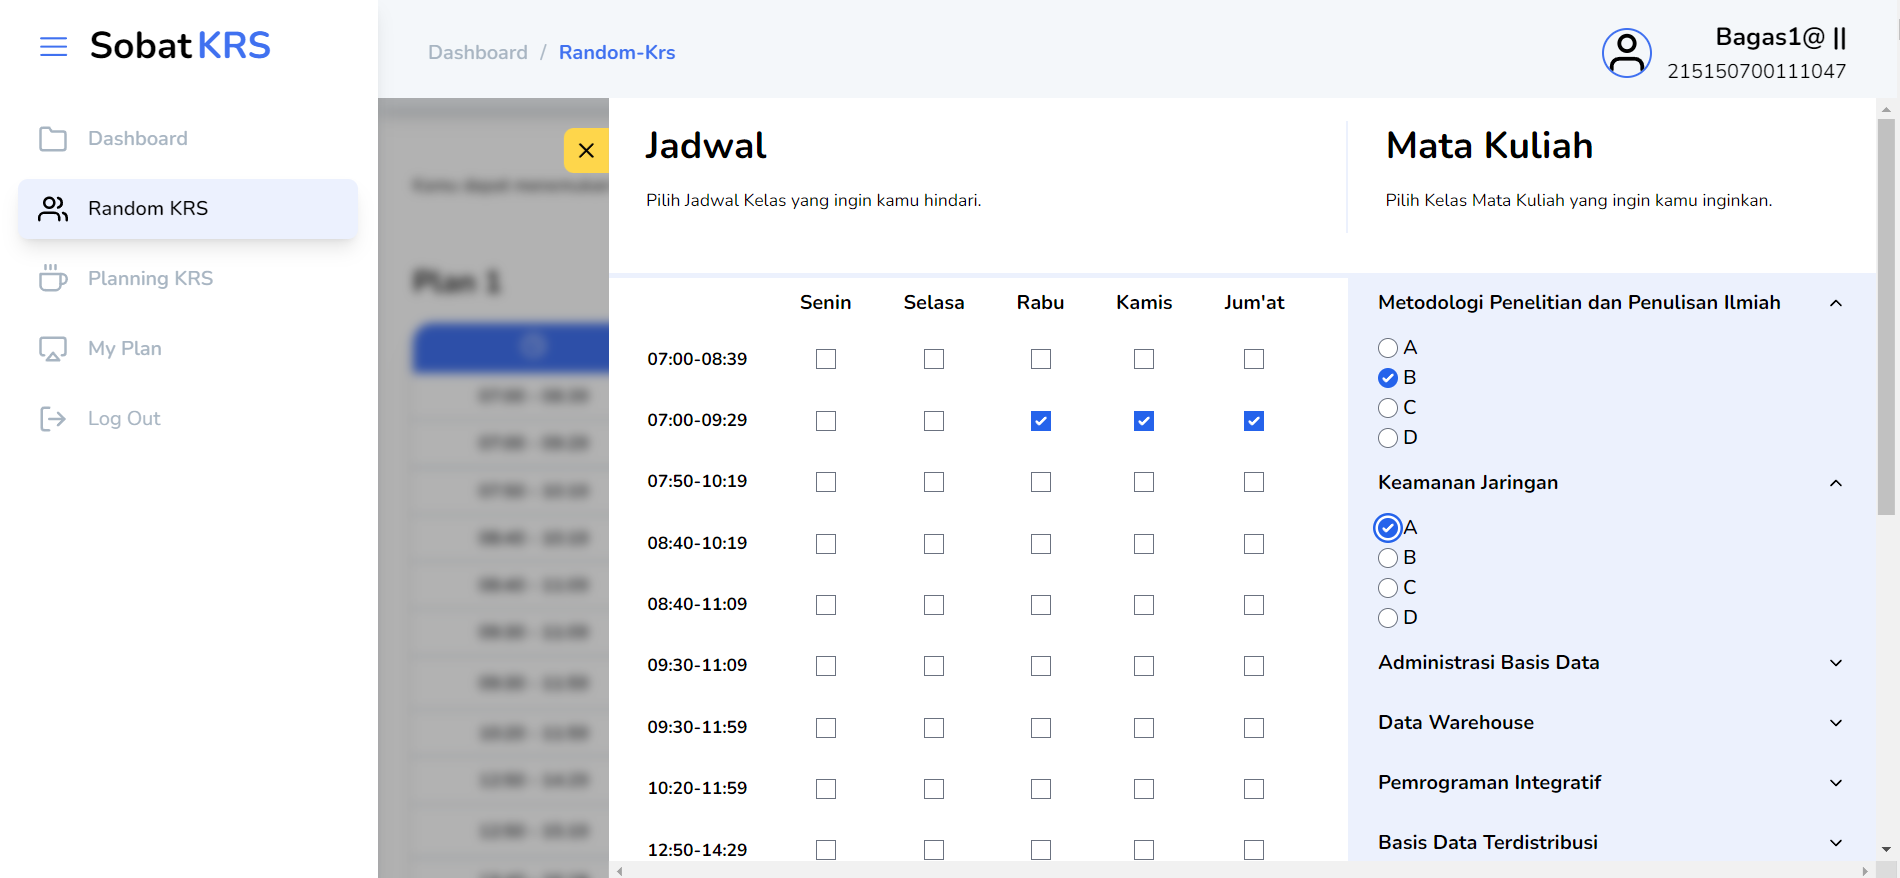 SobatKRS
Dashboard
Random KRS
Planning KRS
My Plan
Log Out
Dashboard / Random-Krs
Bagas1@ ||
215150700111047
Plan 1
Jadwal
Pilih Jadwal Kelas yang ingin kamu hindari.
Mata Kuliah
Pilih Kelas Mata Kuliah yang ingin kamu inginkan.
Senin Selasa Rabu Kamis Jum'at
07:00-08:39
07:00-09:29
07:50-10:19
08:40-10:19
08:40-11:09
09:30-11:09
09:30-11:59
10:20-11:59
12:50-14:29
Metodologi Penelitian dan Penulisan Ilmiah
A
B
C
D
Keamanan Jaringan
A
B
C
D
Administrasi Basis Data
Data Warehouse
Pemrograman Integratif
Basis Data Terdistribusi